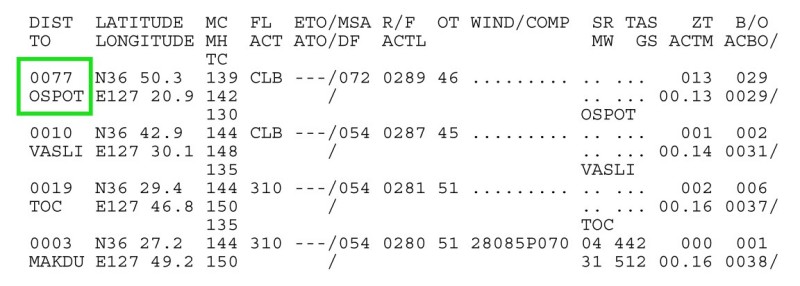 DIST LATITUDE MC FL ETO/MSA R/F OT WIND/COMP SR TAS ZT B/O
TO LONGITUDE MH ACT ATO/DF ACTL MW GS ACTM ACBO/
TC
0077 N36 50.3 139 CLB ---/072 0289 46 ......... .. ... 013 029
OSPOT E127 20.9 142 / .. ... 00.13 0029/
130 OSPOT
0010 N36 42.9 144 CLB ---/054 0287 45 ......... .. ... 001 002
VASLI E127 30.1 148 / .. ... 00.14 0031/
135 VASLI
0019 N36 29.4 144 310 ---/054 0281 51 ......... .. ... 002 006
TOC E127 46.8 150 / .. ... 00.16 0037/
135 TOC
0003 N36 27.2 144 310 ---/054 0280 51 28085P070 04 442 000 001
MAKDU E127 49.2 150 / 31 512 00.16 0038/